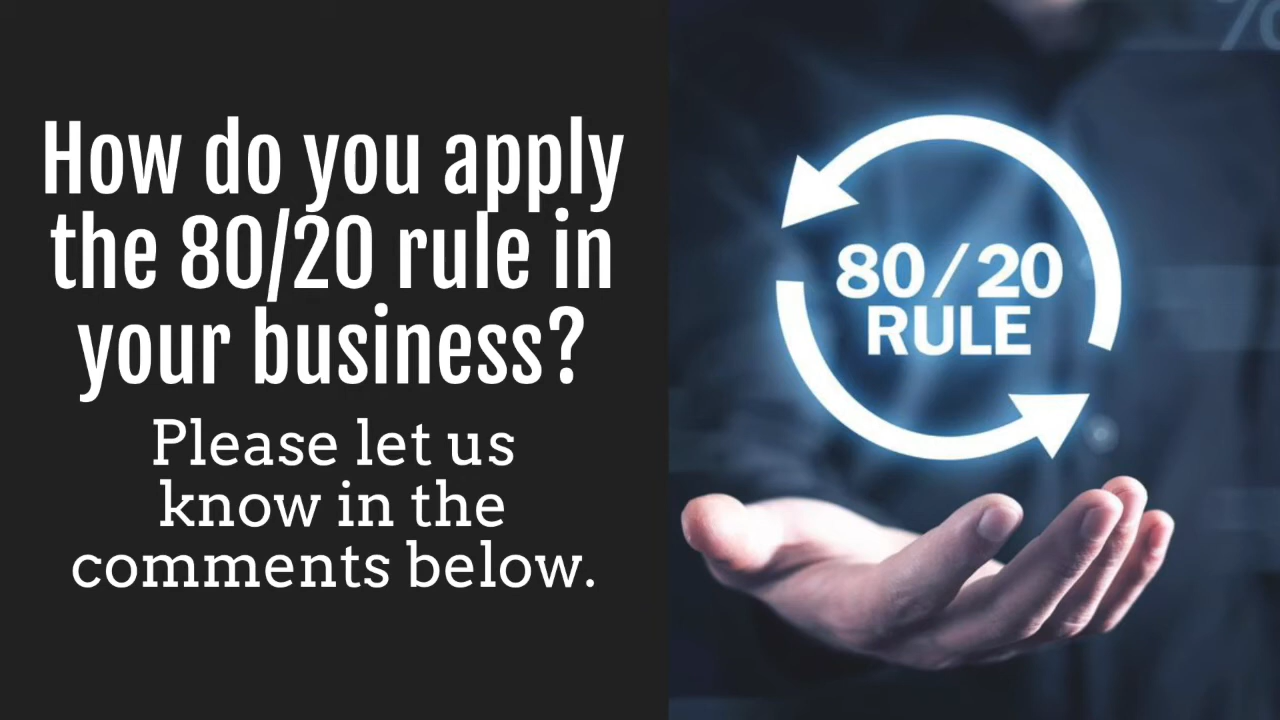 How do you apply
the 80/20 rule in
your business?
Please let us
know in the
comments below.
80/20
RULE
%